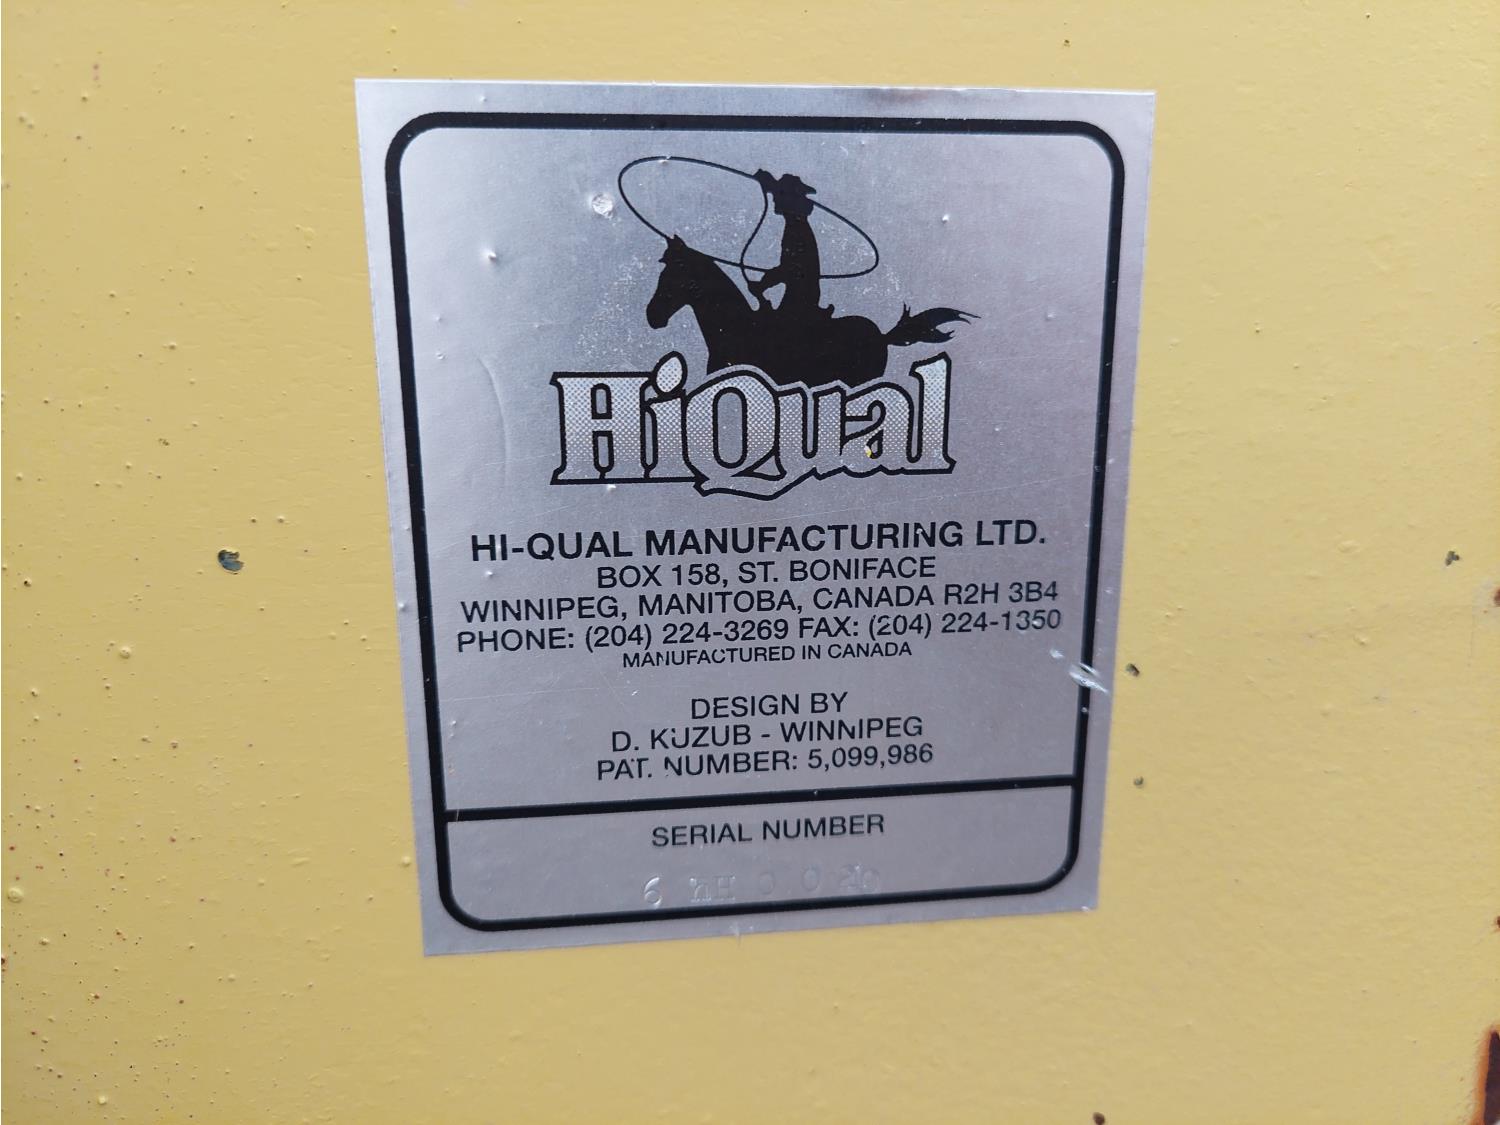 HiQual
HI-QUAL MANUFACTURING LTD.
BOX 158, ST. BONIFACE
WINNIPEG, MANITOBA, CANADA R2H 3B4
PHONE: (204) 224-3269 FAX: (204) 224-1350
MANUFACTURED IN CANADA
DESIGN BY
D. KUZUB - WINNIPEG
PAT. NUMBER: 5,099,986
SERIAL NUMBER